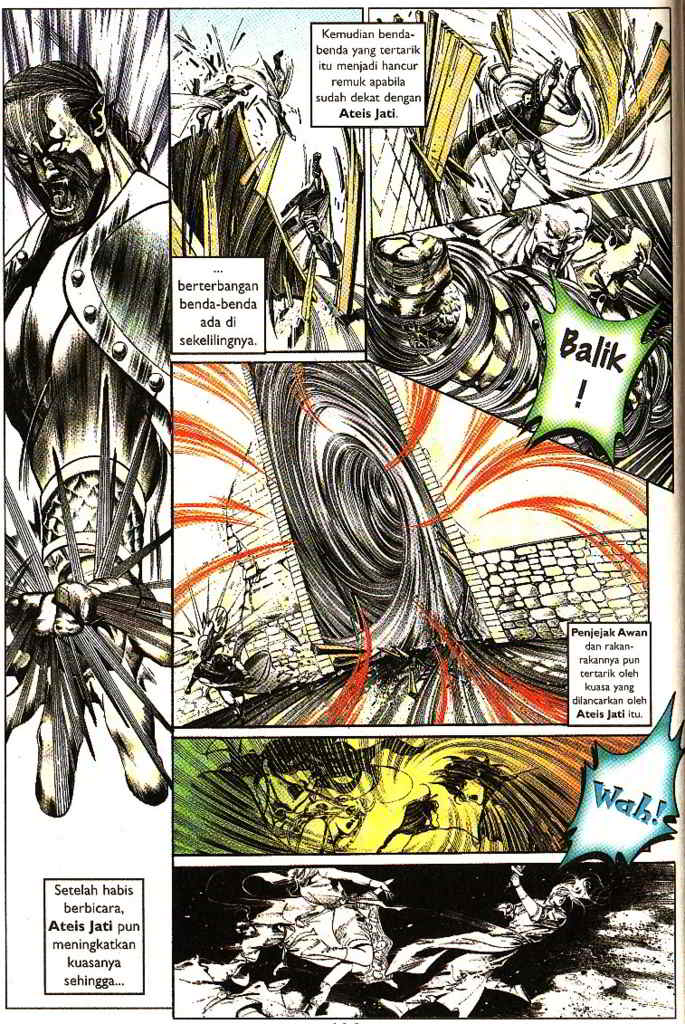 Setelah habis
berbicara,
Ateis Jati pun
meningkatkan
kuasanya
sehingga...
...
berterbangan
benda-benda
ada di
sekelilingnya.
Kemudian benda-
benda yang tertarik
itu menjadi hancur
remuk apabila
sudah dekat dengan
Ateis Jati.
Balik
!
Penjejak Awan
dan rakan-
rakannya pun
tertarik oleh
kuasa yang
dilancarkan oleh
Ateis Jati itu.
Wah!